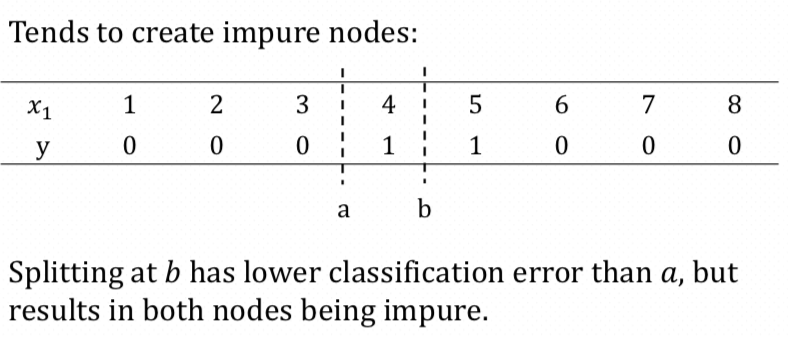 Tends to create impure nodes:
x₁ 1 2 3 4 5 6 7 8
y 0 0 0 1 1 0 0 0
a b
Splitting at b has lower classification error than a, but
results in both nodes being impure.